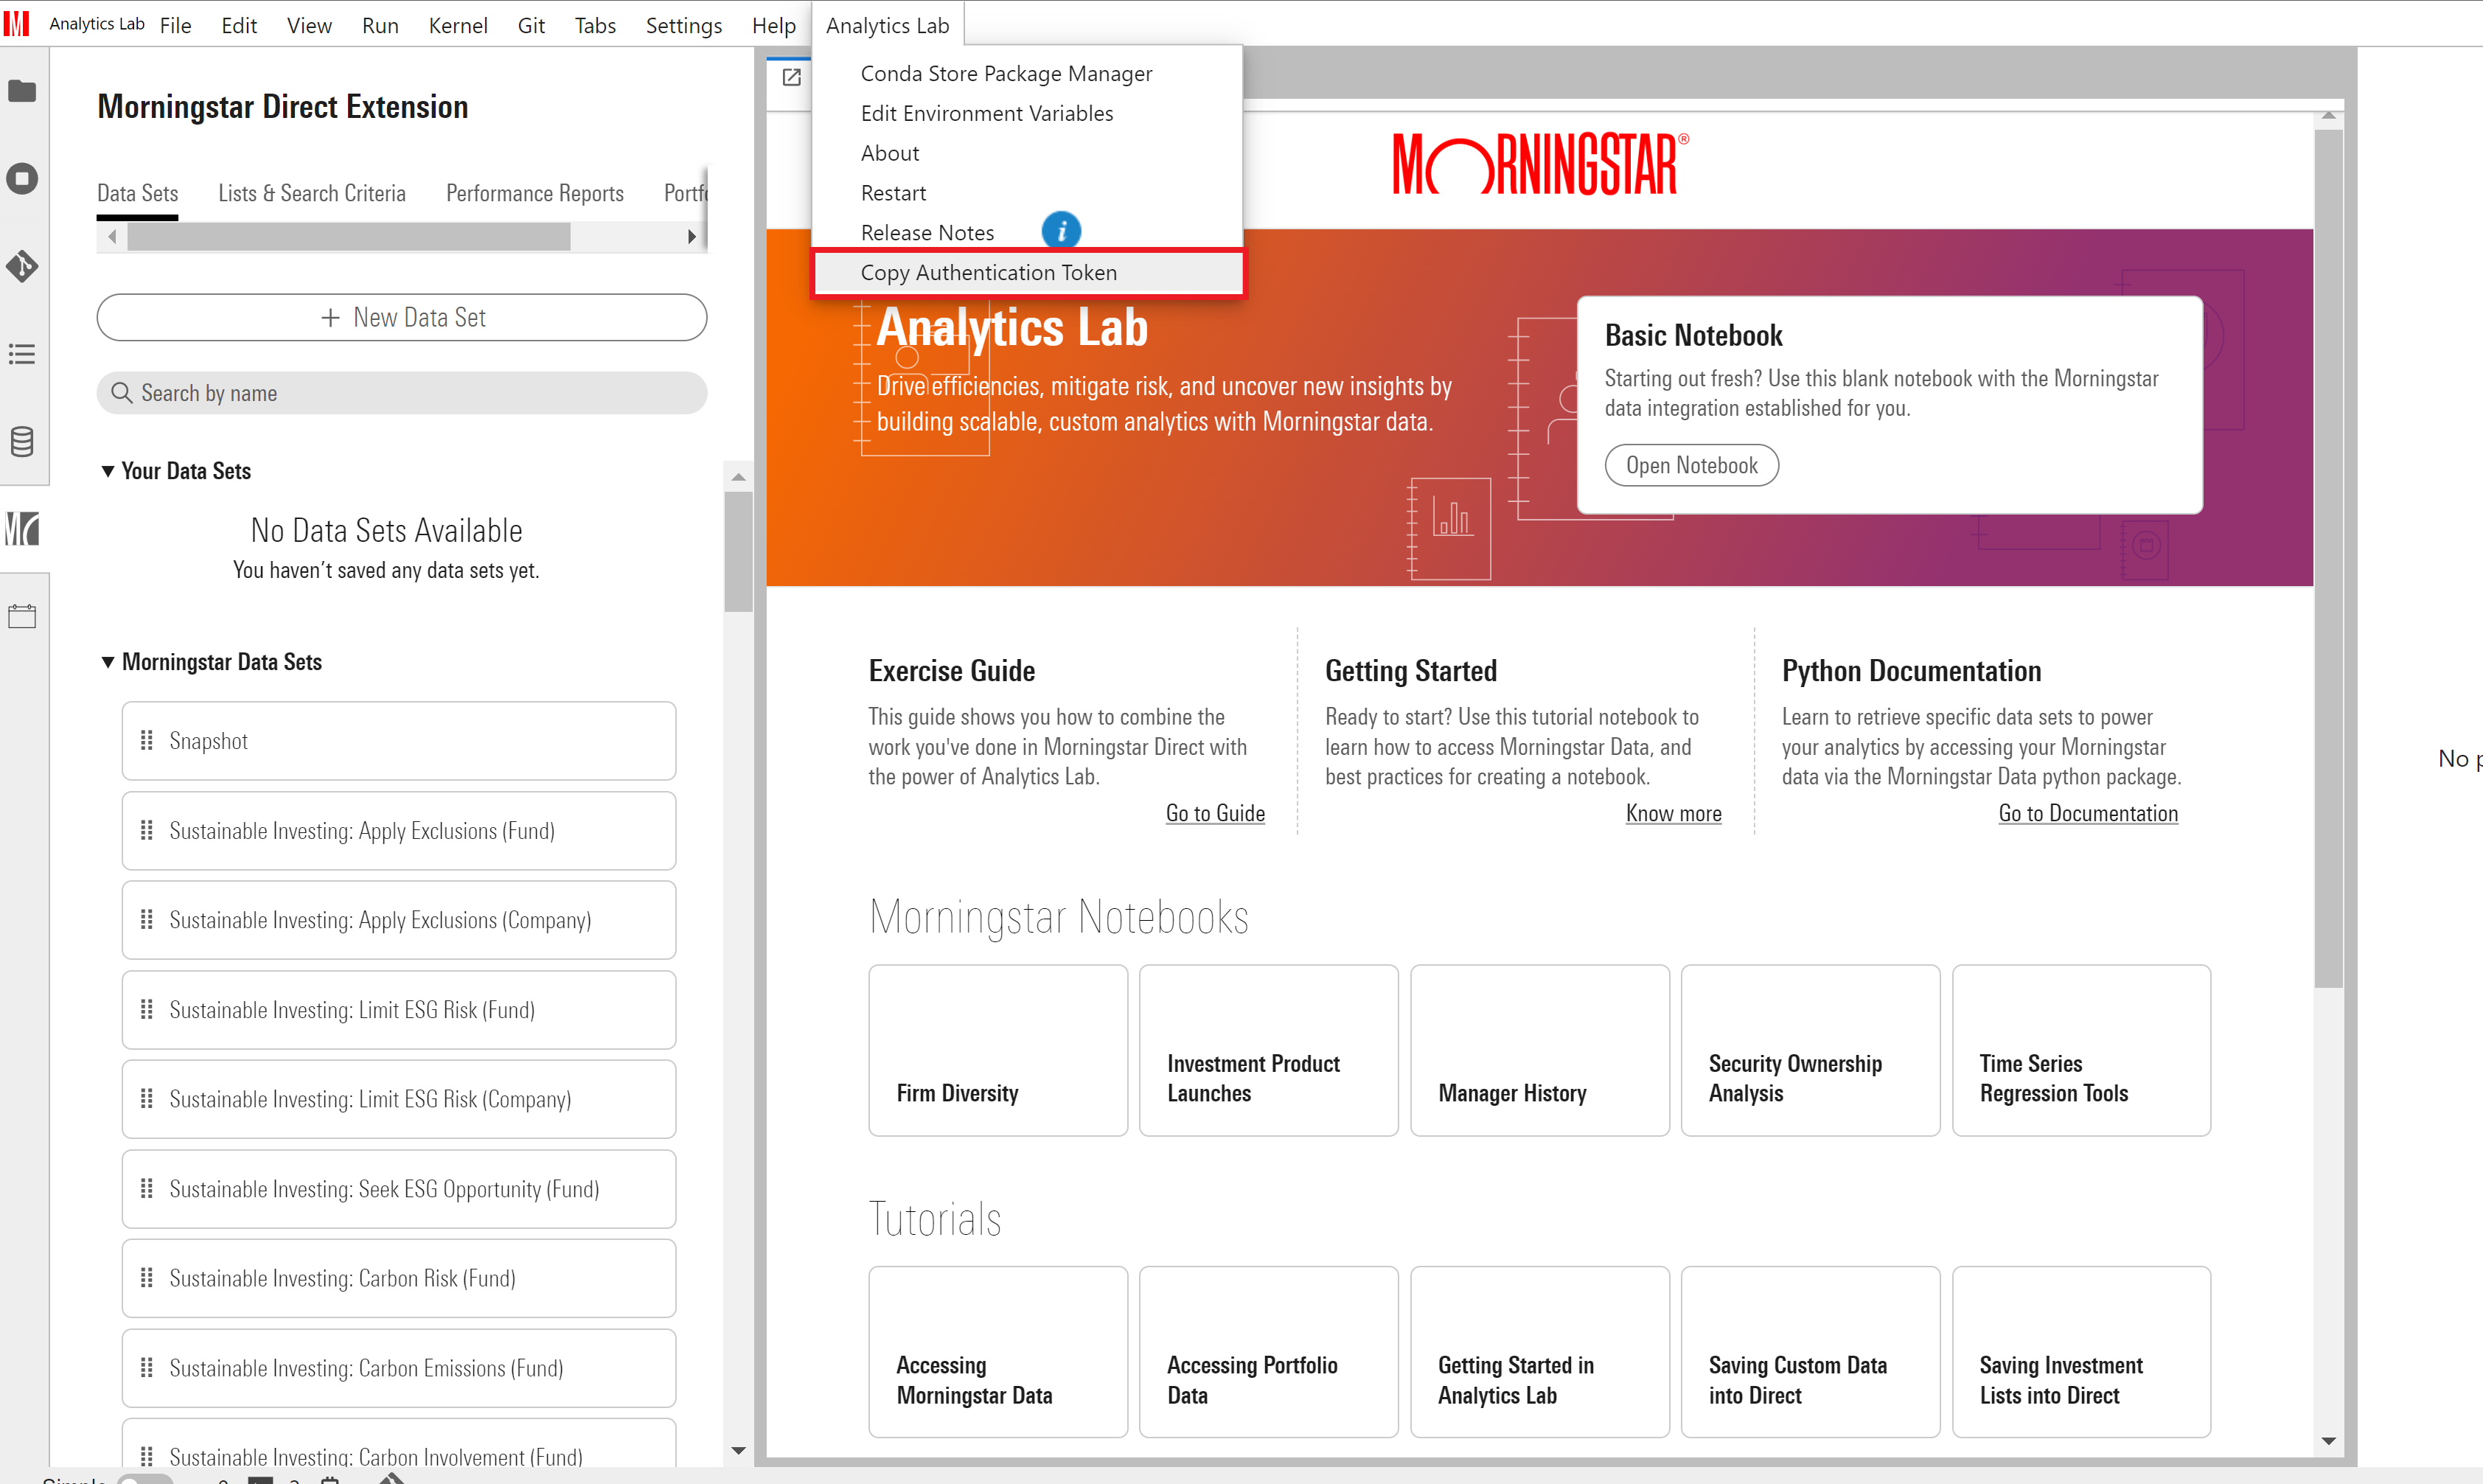 Analytics Lab File Edit View Run Kernel Git Tabs Settings Help Analytics Lab
Conda Store Package Manager
Edit Environment Variables
About
Restart
Release Notes
Copy Authentication Token
Morningstar Direct Extension
Data Sets Lists & Search Criteria Performance Reports Portfo
+ New Data Set
Search by name
Your Data Sets
No Data Sets Available
You haven’t saved any data sets yet.
Morningstar Data Sets
Snapshot
Sustainable Investing: Apply Exclusions (Fund)
Sustainable Investing: Apply Exclusions (Company)
Sustainable Investing: Limit ESG Risk (Fund)
Sustainable Investing: Limit ESG Risk (Company)
Sustainable Investing: Seek ESG Opportunity (Fund)
Sustainable Investing: Carbon Risk (Fund)
Sustainable Investing: Carbon Emissions (Fund)
Sustainable Investing: Carbon Involvement (Fund)
MORNINGSTAR®
Analytics Lab
Drive efficiencies, mitigate risk, and uncover new insights by
building scalable, custom analytics with Morningstar data.
Basic Notebook
Starting out fresh? Use this blank notebook with the Morningstar
data integration established for you.
Open Notebook
Exercise Guide
This guide shows you how to combine the
work you've done in Morningstar Direct with
the power of Analytics Lab.
Go to Guide
Getting Started
Ready to start? Use this tutorial notebook to
learn how to access Morningstar Data, and
best practices for creating a notebook.
Know more
Python Documentation
Learn to retrieve specific data sets to power
your analytics by accessing your Morningstar
data via the Morningstar Data python package.
Go to Documentation
Morningstar Notebooks
Firm Diversity
Investment Product
Launches
Manager History
Security Ownership
Analysis
Time Series
Regression Tools
Tutorials
Accessing
Morningstar Data
Accessing Portfolio
Data
Getting Started in
Analytics Lab
Saving Custom Data
into Direct
Saving Investment
Lists into Direct
No p